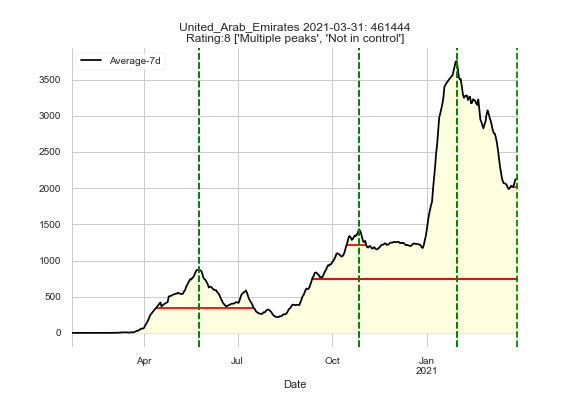 United_Arab_Emirates 2021-03-31: 461444
Rating:8 ['Multiple peaks', 'Not in control']
Average-7d
3500
3000
2500
2000
1500
1000
500
0
Apr
Jul
Oct
Jan
2021
Date